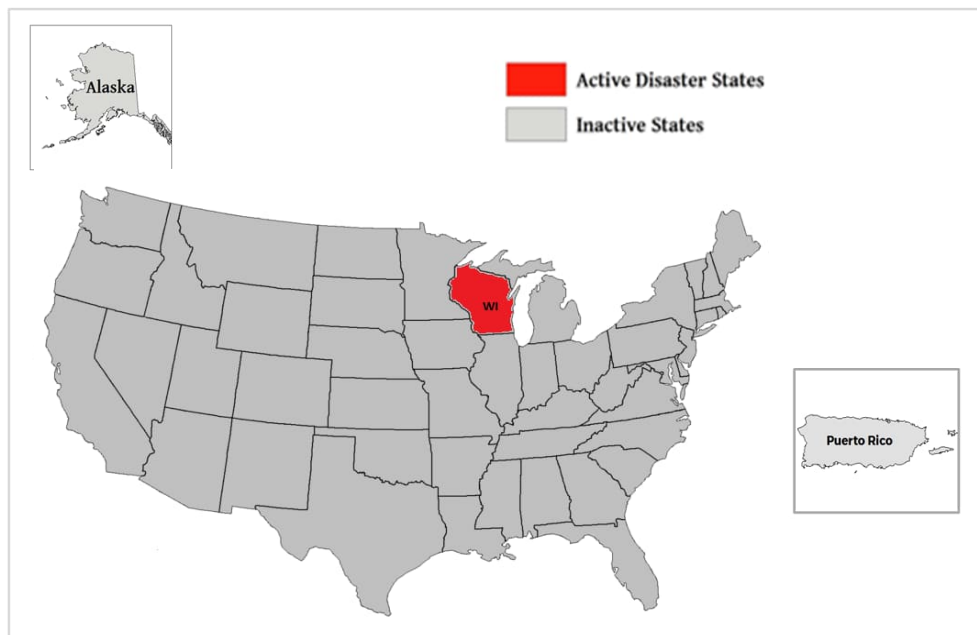 Alaska
Active Disaster States
Inactive States
WI
Puerto Rico